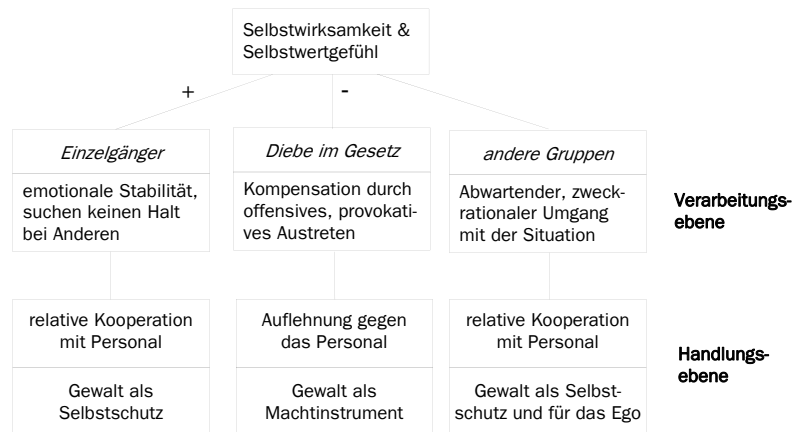 Selbstwirksamkeit &
Selbstwertgefühl
+
-
Einzelgänger
emotionale Stabilität,
suchen keinen Halt
bei Anderen
Diebe im Gesetz
Kompensation durch
offensives, provokati-
ves Austreten
andere Gruppen
Abwartender, zweck-
rationaler Umgang
mit der Situation
Verarbeitungs-
ebene
relative Kooperation
mit Personal
Gewalt als
Selbstschutz
Auflehnung gegen
das Personal
Gewalt als
Machtinstrument
relative Kooperation
mit Personal
Gewalt als Selbst-
schutz und für das Ego
Handlungs-
ebene